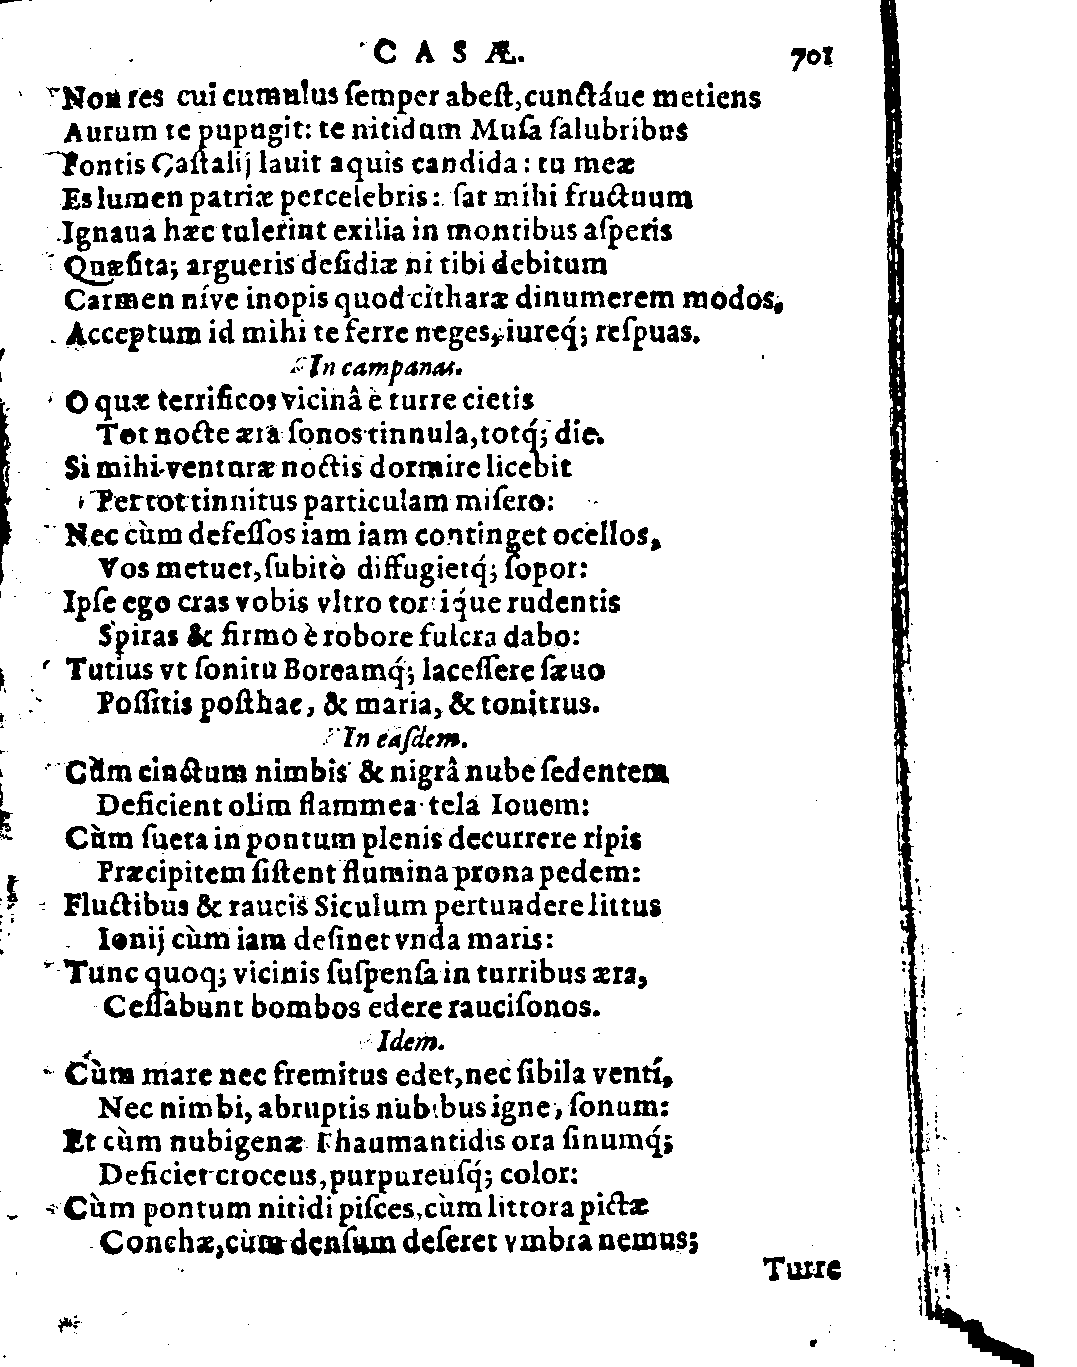 CASÆ. 701
Non res cui cumulus ſemper abeſt, cunctáue metiens
Aurum te pupugit: te nitidum Muſa ſalubribus
Pontis Caſtalij lauit aquis candida: tu meæ
Es lumen patriæ percelebris: ſat mihi fructuum
Ignaua hæc tulerint exilia in montibus aſperis
Quæſita; argueris deſidiæ ni tibi debitum
Carmen níve inopis quod citharæ dinumerem modos,
Acceptum id mihi te ferre neges, iureq́; reſpuas.
In campanas.
O quæ terrificos vicinâ è turre cietis
Tot nocte æra ſonos tinnula, totq́; die.
Si mihi venturæ noctis dormire licebit
Per tot tinnitus particulam miſero:
Nec cùm defeſſos iam iam continget ocellos,
Vos metuet, ſubitò diffugietq́; ſopor:
Ipſe ego cras vobis vltro tortiq́ue rudentis
Spiras & firmo è robore fulcra dabo:
Tutius vt ſonitu Boreamq́; laceſſere ſæuo
Poſſitis poſthac, & maria, & tonitrus.
In eaſdem.
Cùm cinctum nimbis & nigrâ nube ſedentem
Deficient olim flammea tela Iouem:
Cùm ſueta in pontum plenis decurrere ripis
Præcipitem ſiſtent flumina prona pedem:
Fluctibus & raucis Siculum pertundere littus
Ionij cùm iam deſinet vnda maris:
Tunc quoq; vicinis ſuſpenſa in turribus æra,
Ceſſabunt bombos edere rauciſonos.
Idem.
Cùm mare nec fremitus edet, nec ſibila venti,
Nec nimbi, abruptis nubibus igne, ſonum:
Et cùm nubigenæ Thaumantidis ora ſinumq́;
Deficiet croceus, purpureuſq́; color:
Cùm pontum nitidi piſces, cùm littora pictæ
Conchæ, cùm denſum deſeret vmbra nemus;
Turre